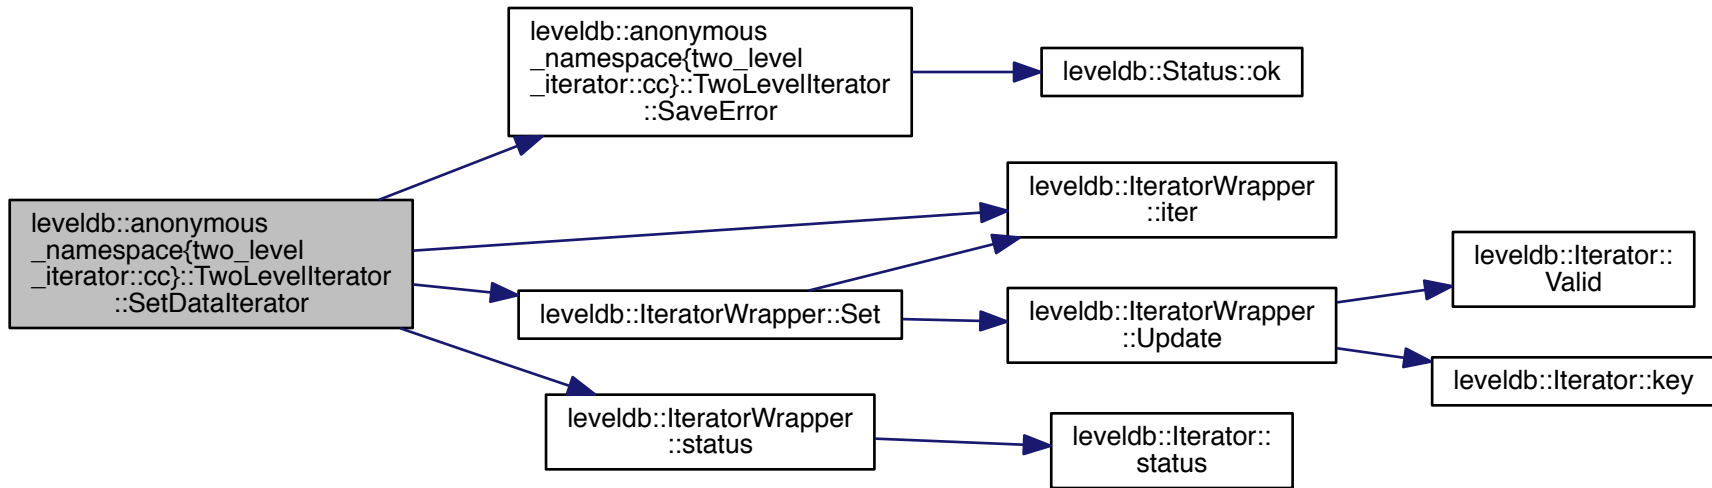 leveldb::anonymous
_namespace{two_level
_iterator::cc}::TwoLevelIterator
::SetDataIterator
leveldb::anonymous
_namespace{two_level
_iterator::cc}::TwoLevelIterator
::SaveError
leveldb::Status::ok
leveldb::IteratorWrapper
::iter
leveldb::IteratorWrapper::Set
leveldb::IteratorWrapper
::Update
leveldb::Iterator::
Valid
leveldb::Iterator::key
leveldb::IteratorWrapper
::status
leveldb::Iterator::
status